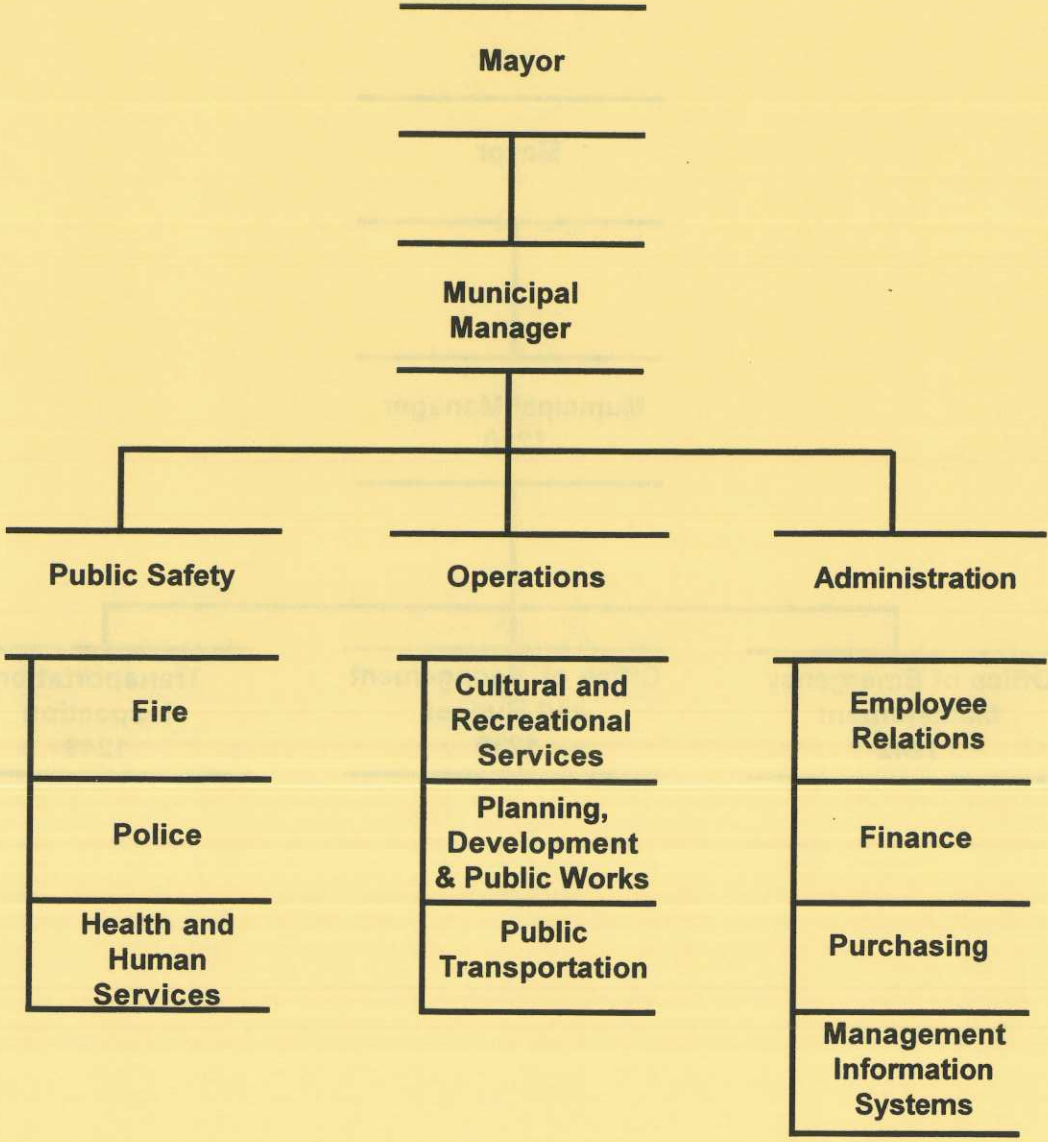 Mayor
Municipal
Manager
Public Safety
Operations
Administration
Fire
Police
Health and
Human
Services
Cultural and
Recreational
Services
Planning,
Development
& Public Works
Public
Transportation
Employee
Relations
Finance
Purchasing
Management
Information
Systems